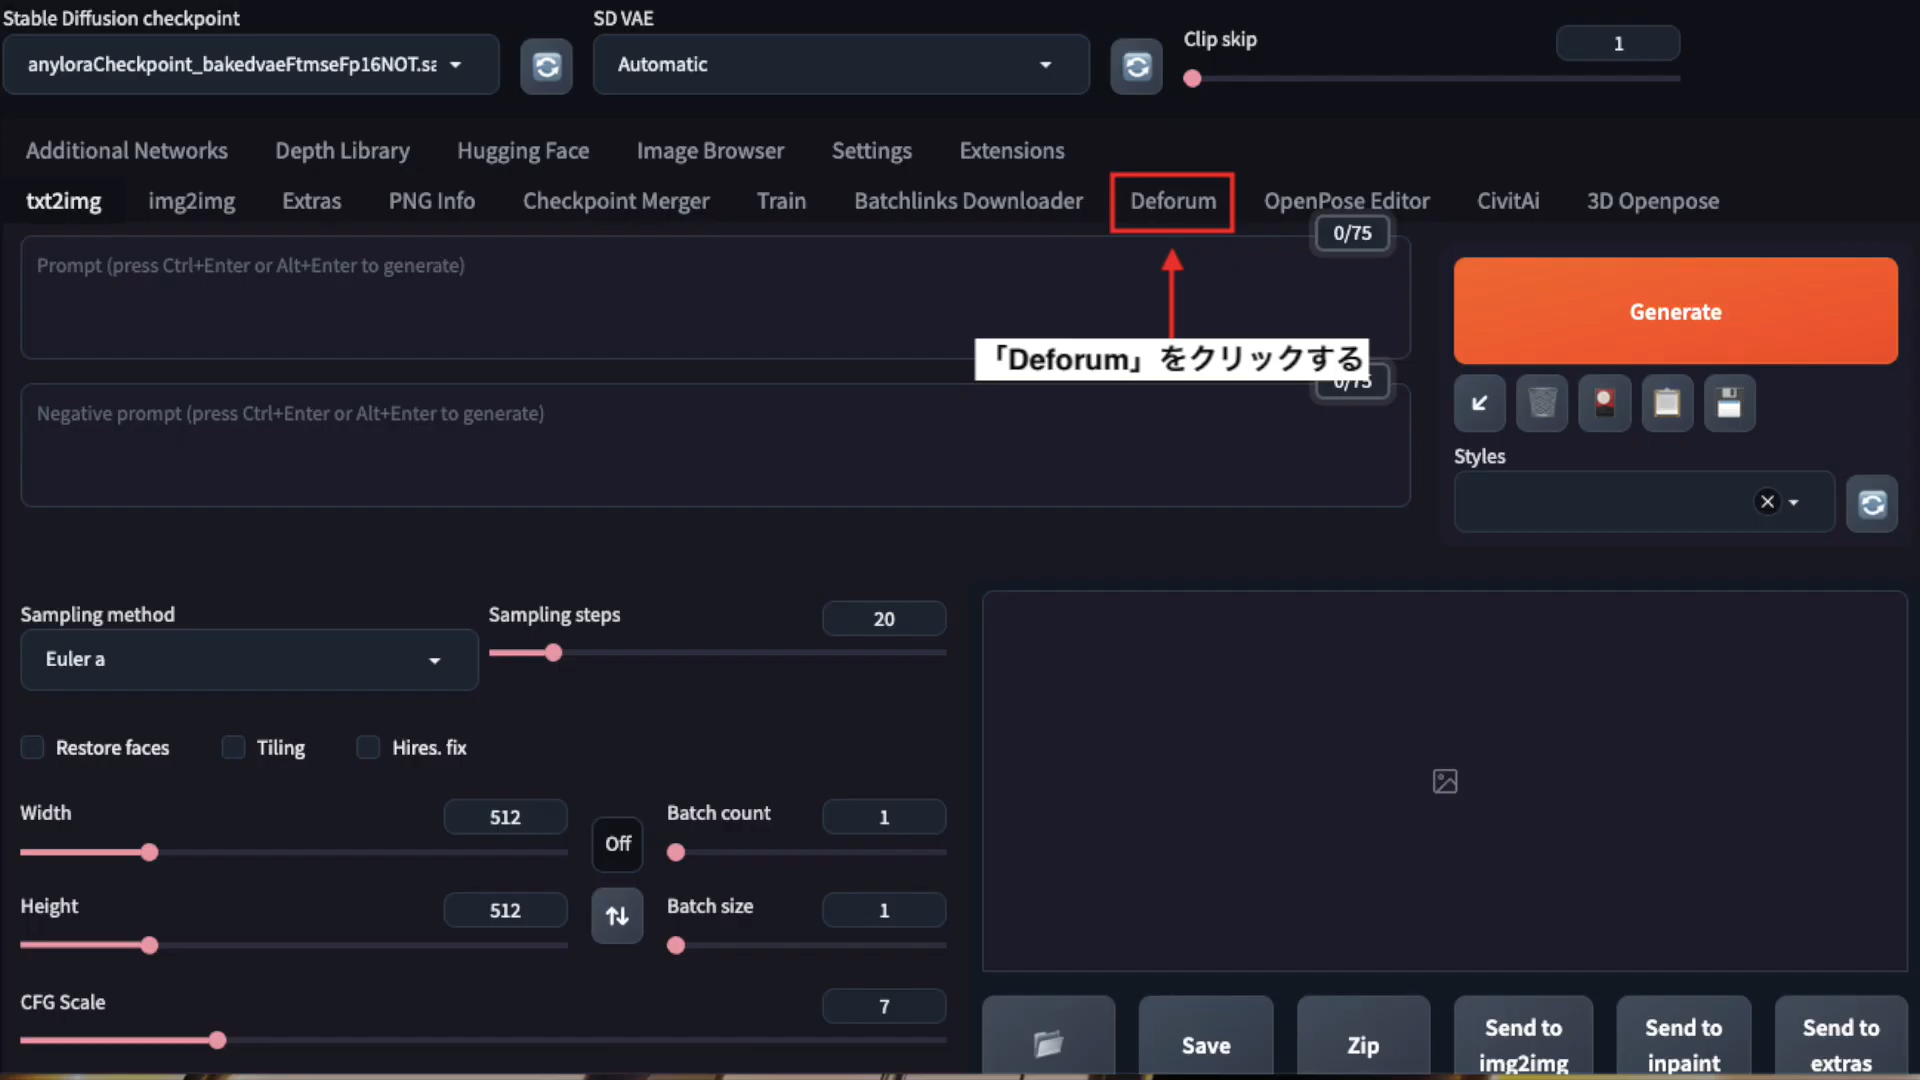 Stable Diffusion checkpoint
SD VAE
Clip skip
1
anyloraCheckpoint_bakedvaeFtmseFp16NOT.sa
Automatic
Additional Networks
Depth Library
Hugging Face
Image Browser
Settings
Extensions
txt2img
img2img
Extras
PNG Info
Checkpoint Merger
Train
Batchlinks Downloader
Deforum
OpenPose Editor
CivitAi
3D Openpose
0/75
Prompt (press Ctrl+Enter or Alt+Enter to generate)
Generate
「Deforum」をクリックする
0/75
Negative prompt (press Ctrl+Enter or Alt+Enter to generate)
Styles
Sampling method
Euler a
Sampling steps
20
Restore faces
Tiling
Hires. fix
Width
512
Off
Batch count
1
Height
512
Batch size
1
CFG Scale
7
Save
Zip
Send to
img2img
Send to
inpaint
Send to
extras